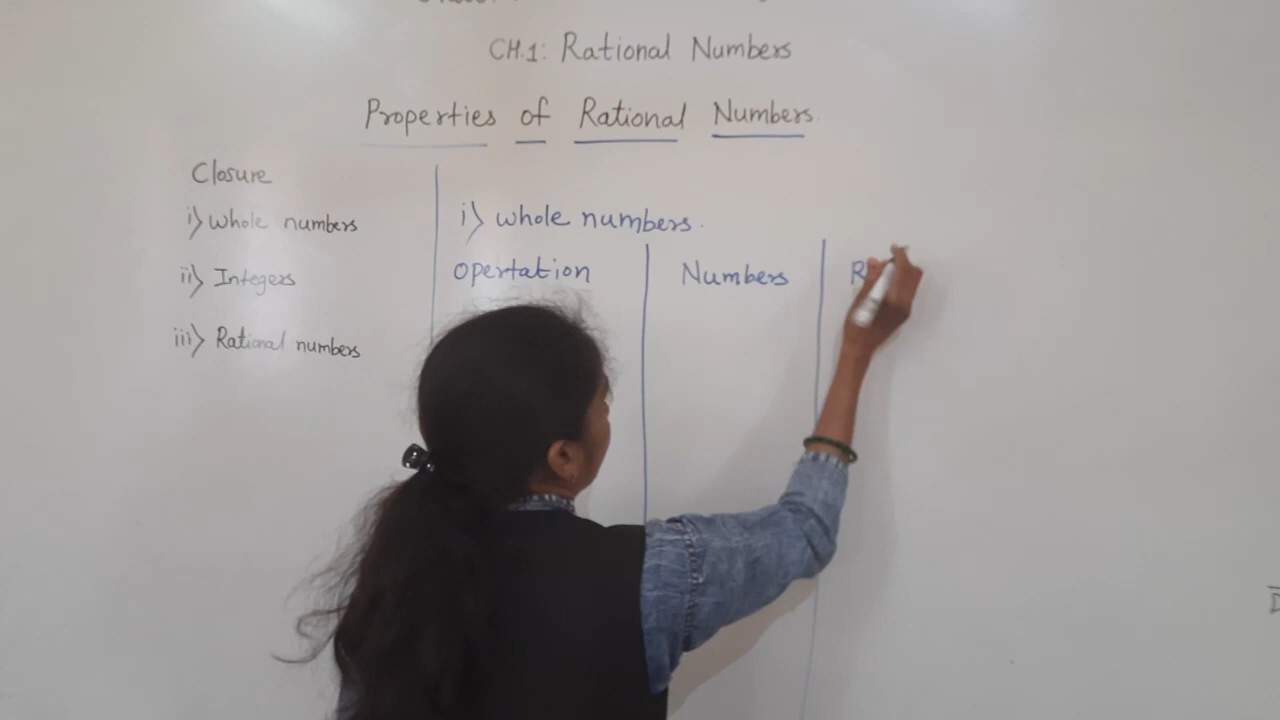 CH.1: Rational Numbers
Properties of Rational Numbers.
Closure
i) Whole numbers
ii) Integers
iii) Rational numbers
i) whole numbers.
Opertation Numbers R